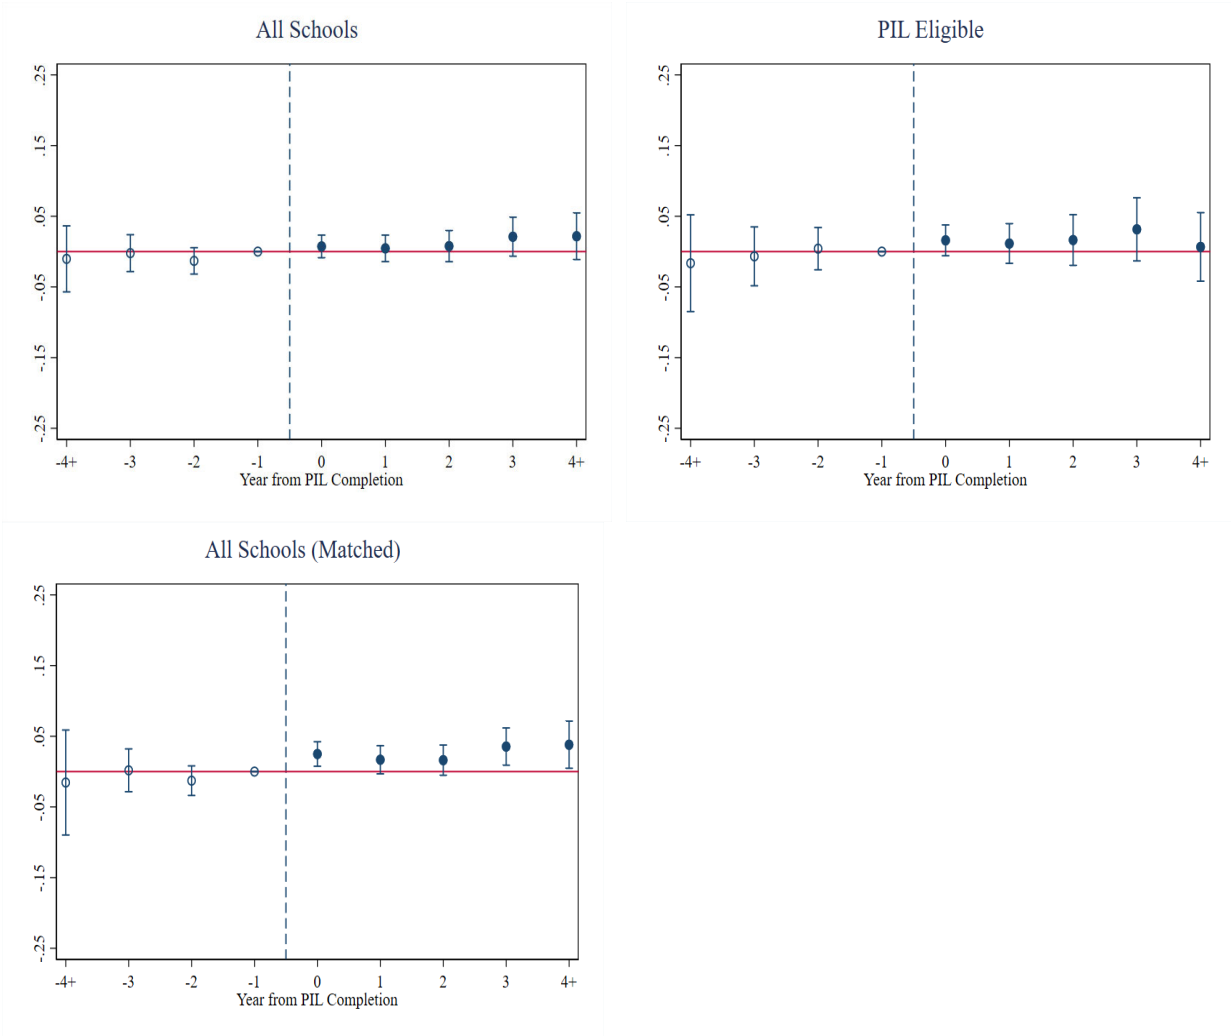 All Schools
.25
.15
.05
-.05
-.15
-.25
-4+ -3 -2 -1 0 1 2 3 4+
Year from PIL Completion
PIL Eligible
.25
.15
.05
-.05
-.15
-.25
-4+ -3 -2 -1 0 1 2 3 4+
Year from PIL Completion
All Schools (Matched)
.25
.15
.05
-.05
-.15
-.25
-4+ -3 -2 -1 0 1 2 3 4+
Year from PIL Completion